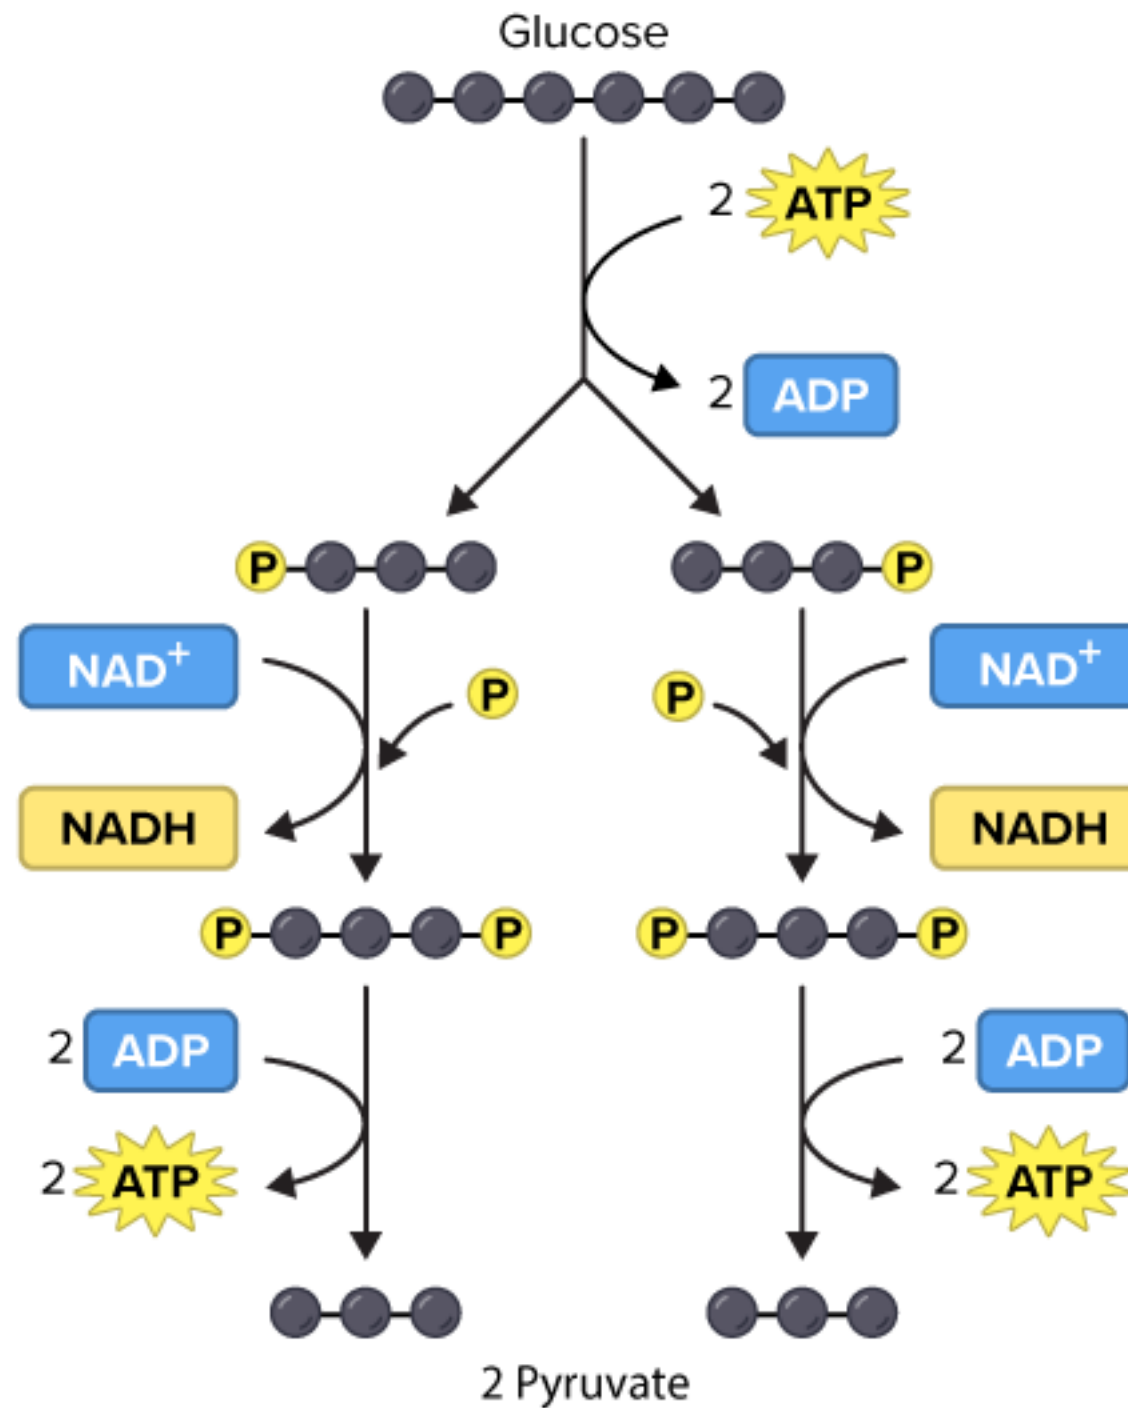 Glucose
2 ATP
2 ADP
P P
NAD+ P P NAD+
NADH NADH
P P P P
2 ADP 2 ADP
2 ATP 2 ATP
2 Pyruvate